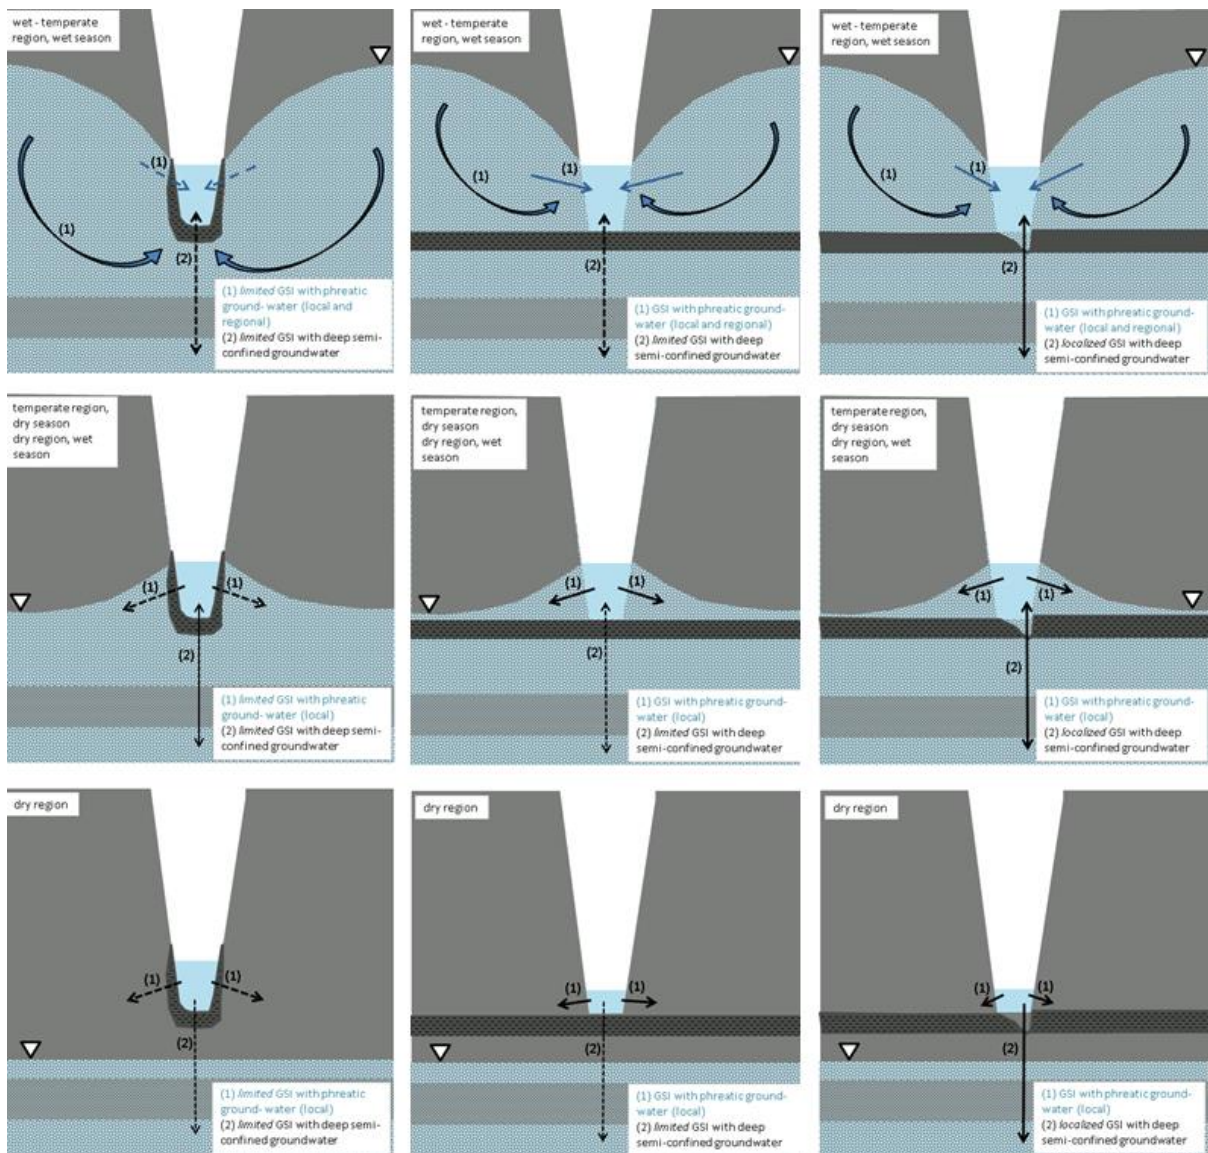 wet - temperate
region, wet season
(1)
(1)
(2)
(1) limited GSI with phreatic
ground- water (local and
regional)
(2) limited GSI with deep semi-
confined groundwater
wet - temperate
region, wet season
(1)
(1)
(2)
(1) GSI with phreatic ground-
water (local and regional)
(2) limited GSI with deep
semi-confined groundwater
wet - temperate
region, wet season
(1)
(1)
(2)
(1) GSI with phreatic ground-
water (local and regional)
(2) localized GSI with deep
semi-confined groundwater
temperate region,
dry season
dry region, wet
season
(1)
(1)
(2)
(1) limited GSI with phreatic
ground- water (local)
(2) limited GSI with deep semi-
confined groundwater
temperate region,
dry season
dry region, wet
season
(1)
(1)
(2)
(1) GSI with phreatic ground-
water (local)
(2) limited GSI with deep
semi-confined groundwater
temperate region,
dry season
dry region, wet
season
(1)
(1)
(2)
(1) GSI with phreatic ground-
water (local)
(2) localized GSI with deep
semi-confined groundwater
dry region
(1)
(1)
(2)
(1) limited GSI with phreatic
ground- water (local)
(2) limited GSI with deep semi-
confined groundwater
dry region
(1)
(1)
(2)
(1) GSI with phreatic ground-
water (local)
(2) limited GSI with deep
semi-confined groundwater
dry region
(1)
(1)
(2)
(1) GSI with phreatic ground-
water (local)
(2) localized GSI with deep
semi-confined groundwater